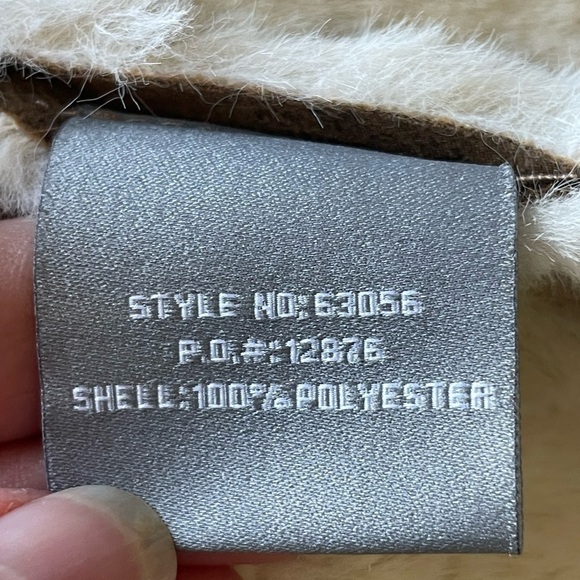 STYLE NO: 63056
P.O.#: 12876
SHELL: 100% POLYESTER